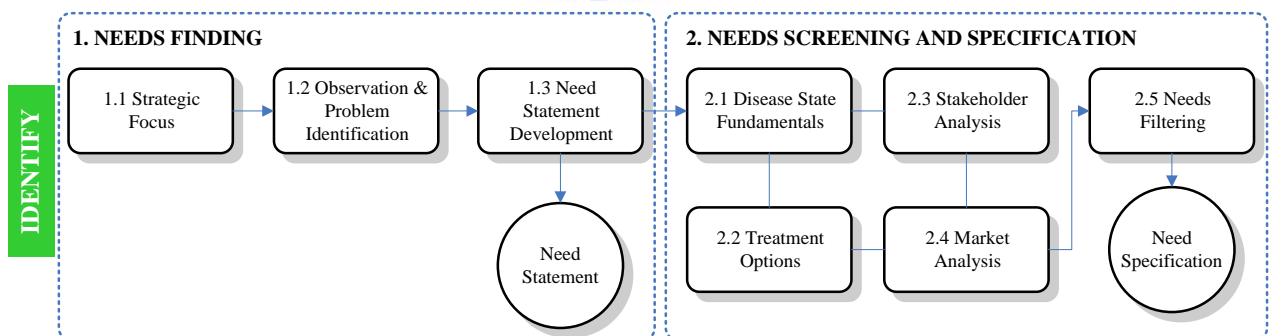 IDENTIFY
1. NEEDS FINDING
1.1 Strategic
Focus
1.2 Observation &
Problem
Identification
1.3 Need
Statement
Development
Need
Statement
2. NEEDS SCREENING AND SPECIFICATION
2.1 Disease State
Fundamentals
2.3 Stakeholder
Analysis
2.5 Needs
Filtering
2.2 Treatment
Options
2.4 Market
Analysis
Need
Specification